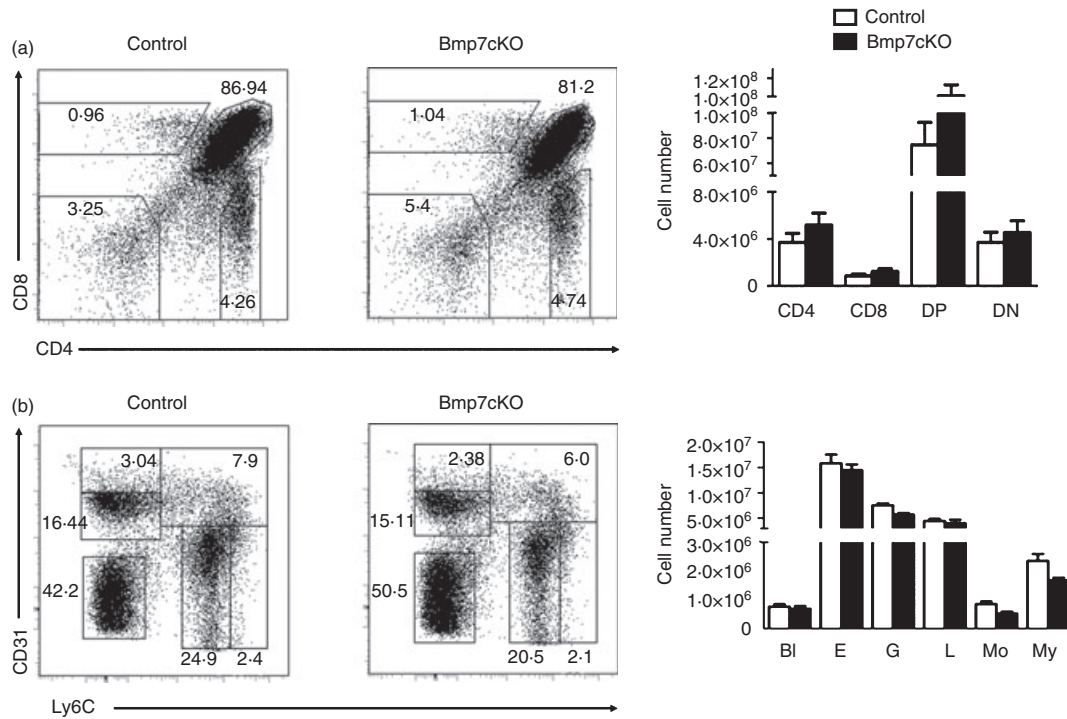 Control
Bmp7cKO
(a)
Control
Bmp7cKO
86·94
0·96
3·25
4·26
81·2
1·04
5·4
4·74
CD8
CD4
Cell number
1·2×10⁸
1·0×10⁸
1·0×10⁸
8·0×10⁷
6·0×10⁷
8·0×10⁶
4·0×10⁶
0
CD4 CD8 DP DN
(b)
Control
Bmp7cKO
3·04 7·9
16·44
42·2
24·9 2·4
2·38 6·0
15·11
50·5
20·5 2·1
CD31
Ly6C
Cell number
2·0×10⁷
1·5×10⁷
1·0×10⁷
5·0×10⁶
3·0×10⁶
2·0×10⁶
1·0×10⁶
0
Bl E G L Mo My